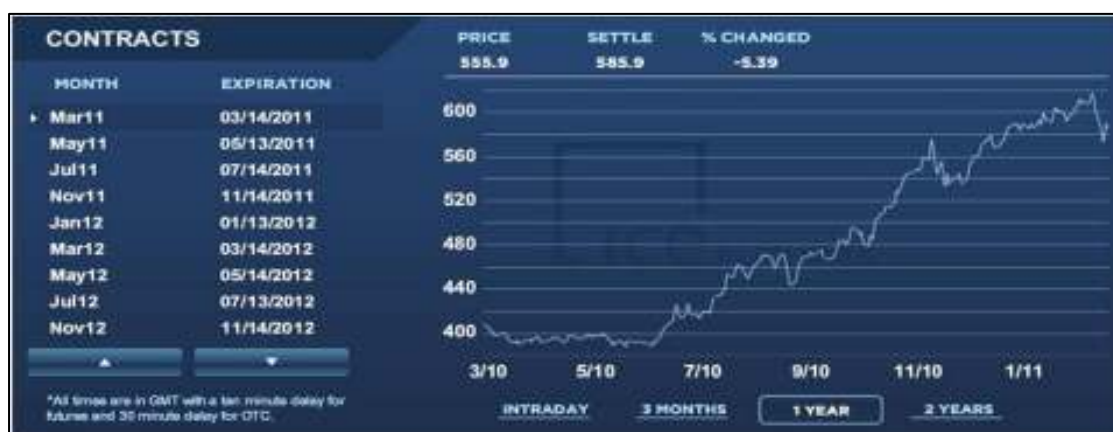 CONTRACTS
MONTH EXPIRATION
Mar11 03/14/2011
May11 05/13/2011
Jul11 07/14/2011
Nov11 11/14/2011
Jan12 01/13/2012
Mar12 03/14/2012
May12 05/14/2012
Jul12 07/13/2012
Nov12 11/14/2012
*All times are in GMT with a ten minute delay for
futures and 30 minute delay for OTC.
PRICE SETTLE % CHANGED
555.9 585.9 -5.39
600
560
520
480
440
400
3/10 5/10 7/10 9/10 11/10 1/11
INTRADAY 3 MONTHS 1 YEAR 2 YEARS